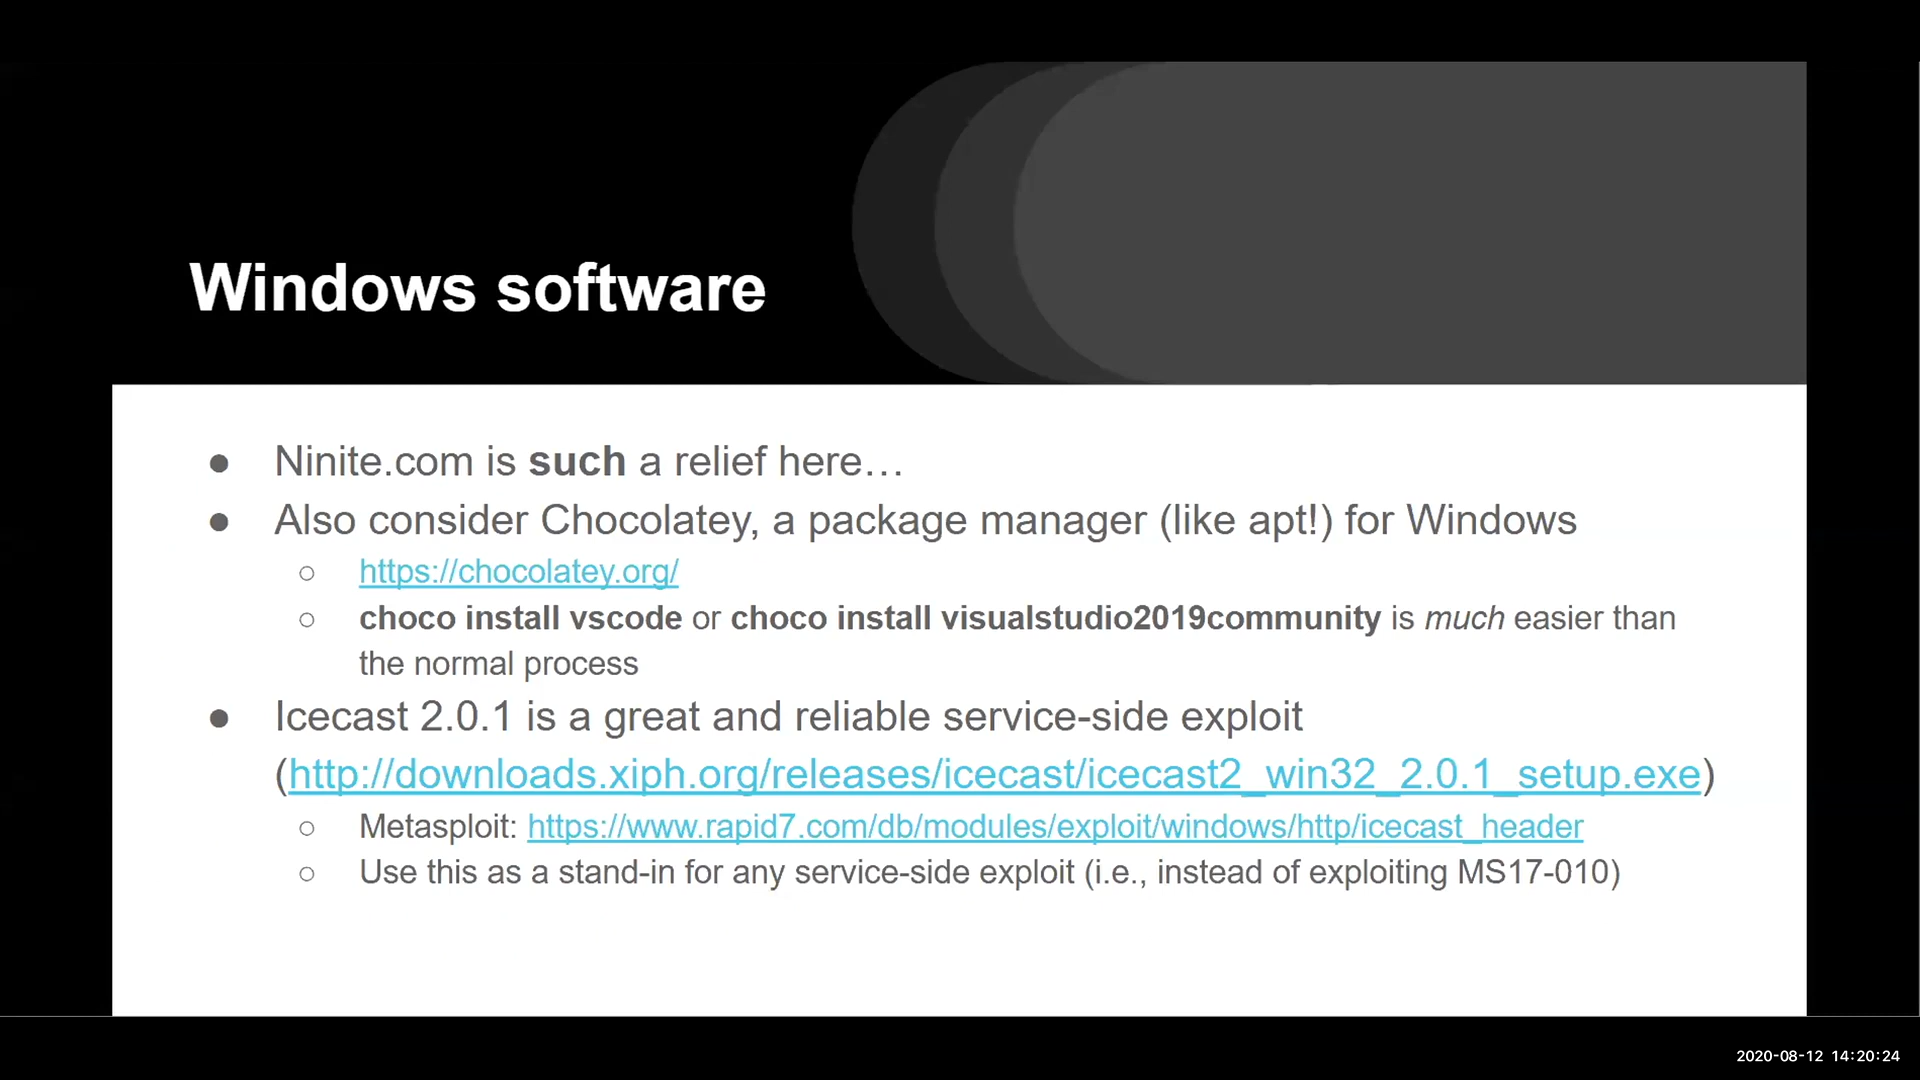 Windows software
● Ninite.com is such a relief here…
● Also consider Chocolatey, a package manager (like apt!) for Windows
○ https://chocolatey.org/
○ choco install vscode or choco install visualstudio2019community is much easier than
the normal process
● Icecast 2.0.1 is a great and reliable service-side exploit
(http://downloads.xiph.org/releases/icecast/icecast2_win32_2.0.1_setup.exe)
○ Metasploit: https://www.rapid7.com/db/modules/exploit/windows/http/icecast_header
○ Use this as a stand-in for any service-side exploit (i.e., instead of exploiting MS17-010)
2020-08-12 14:20:24